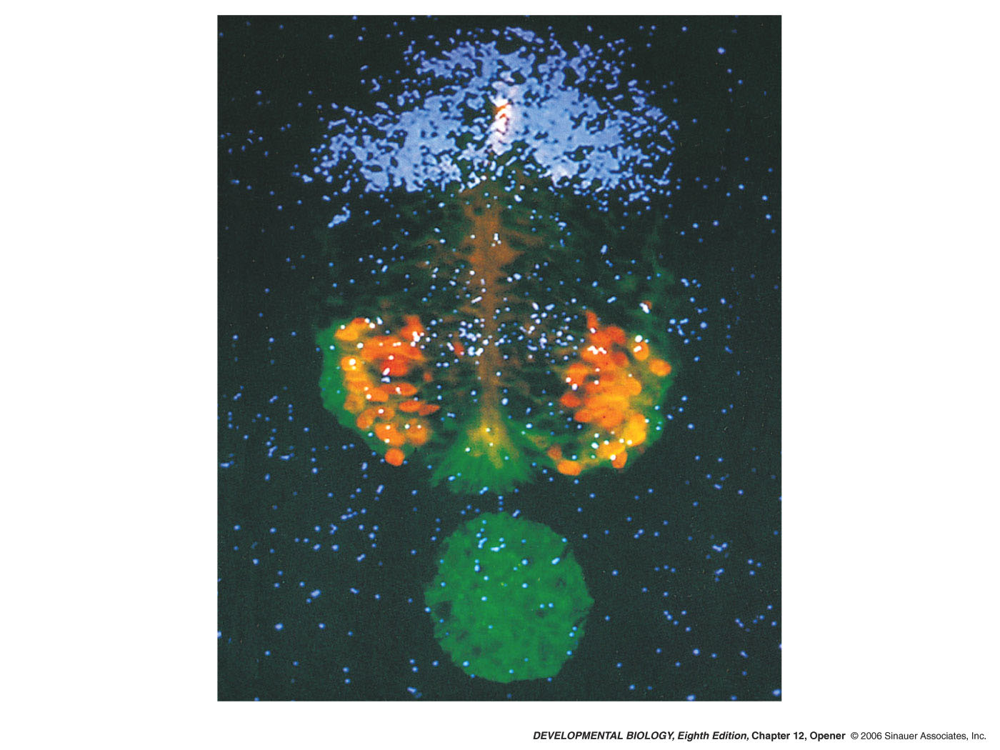 DEVELOPMENTAL BIOLOGY, Eighth Edition, Chapter 12, Opener © 2006 Sinauer Associates, Inc.